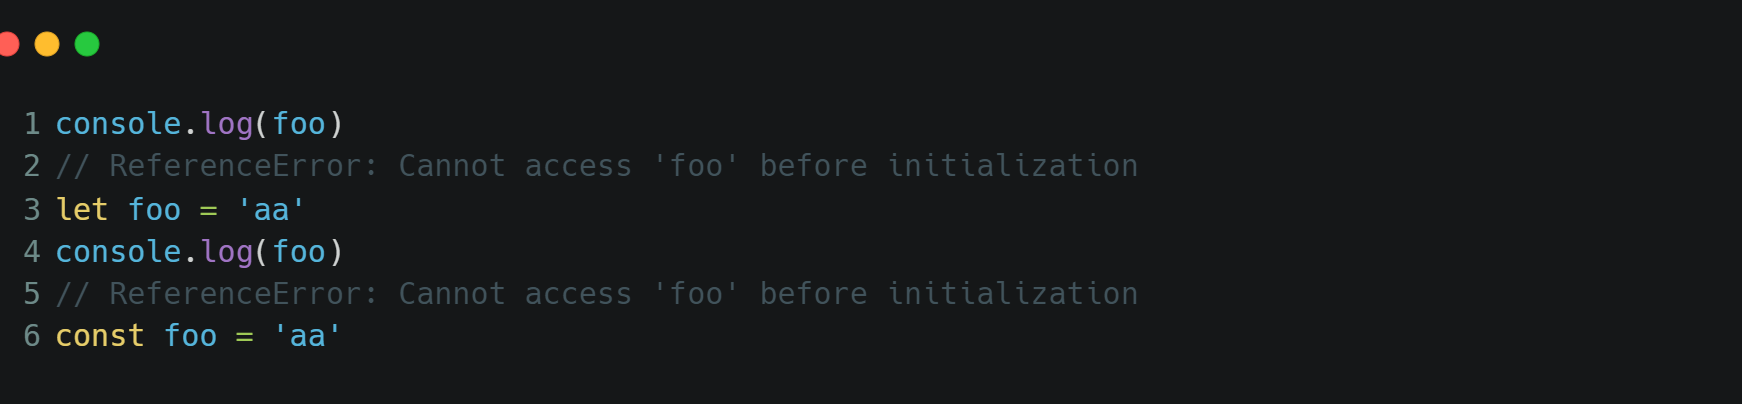 1 console.log(foo)
2 // ReferenceError: Cannot access 'foo' before initialization
3 let foo = 'aa'
4 console.log(foo)
5 // ReferenceError: Cannot access 'foo' before initialization
6 const foo = 'aa'